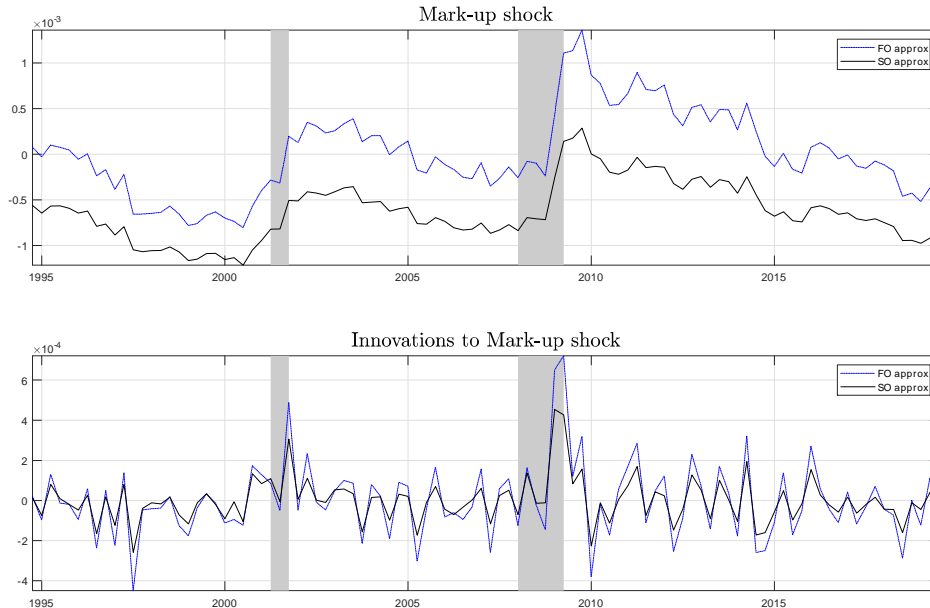 Mark-up shock
×10⁻³
1
0.5
0
-0.5
-1
FO approx
SO approx
1995 2000 2005 2010 2015
Innovations to Mark-up shock
×10⁻⁴
6
4
2
0
-2
-4
FO approx
SO approx
1995 2000 2005 2010 2015